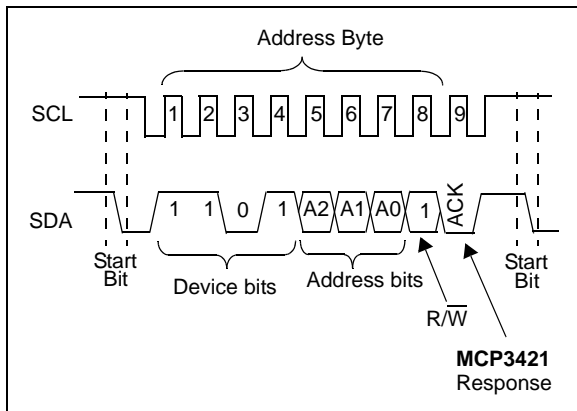 Address Byte
SCL 1 2 3 4 5 6 7 8 9
SDA 1 1 0 1 A2 A1 A0 1 ACK
Start Bit
Device bits
Address bits
Start Bit
R/W̅
MCP3421
Response